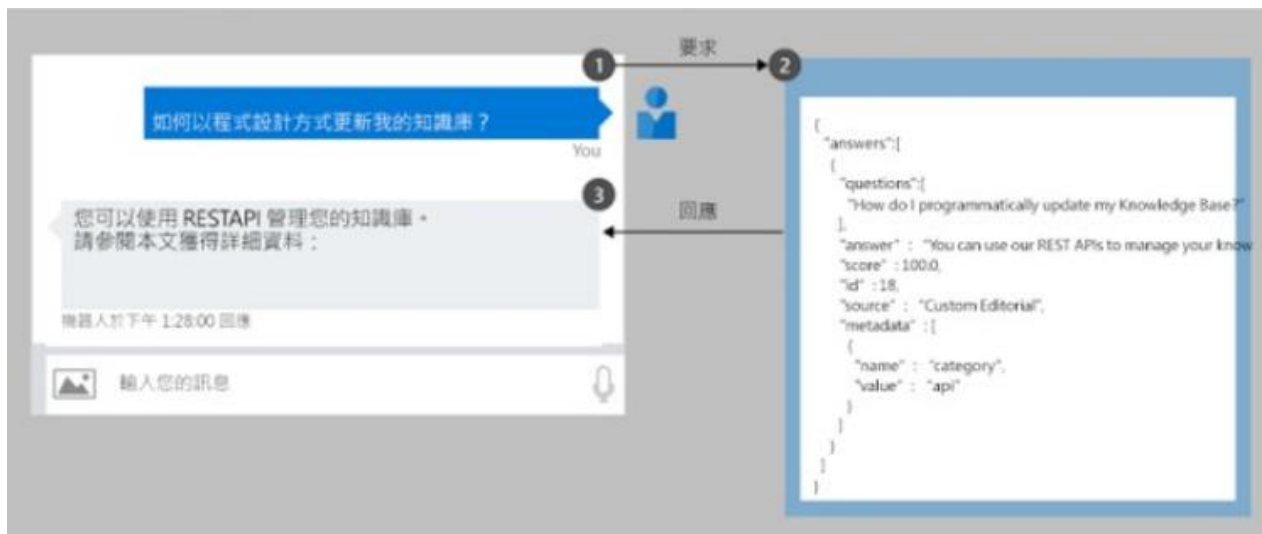 1
要求
2
如何以程式設計方式更新我的知識庫？
You
3
回應
您可以使用 RESTAPI 管理您的知識庫。
請參閱本文獲得詳細資料：
機器人於下午 1:28:00 回應
輸入您的訊息
{
"answers":[
{
"questions":[
"How do I programmatically update my Knowledge Base?"
],
"answer" : "You can use our REST APIs to manage your know
"score" : 100.0,
"id" : 18,
"source" : "Custom Editorial",
"metadata" : [
{
"name" : "category",
"value" : "api"
}
]
}
]
}